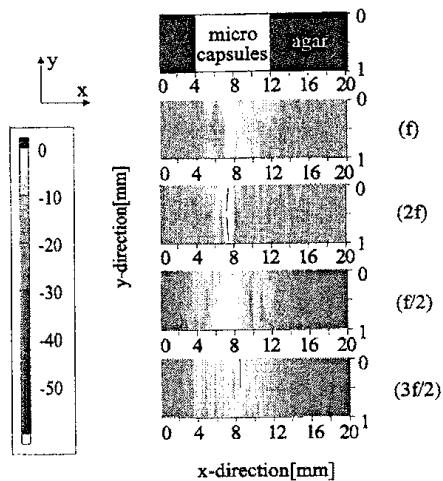 micro
capsules
agar
0
1
0 4 8 12 16 20
y
x
(f)
0
1
0 4 8 12 16 20
(2f)
0
1
0 4 8 12 16 20
(f/2)
0
1
0 4 8 12 16 20
(3f/2)
0
1
0 4 8 12 16 20
0
-10
-20
-30
-40
-50
y-direction[mm]
x-direction[mm]